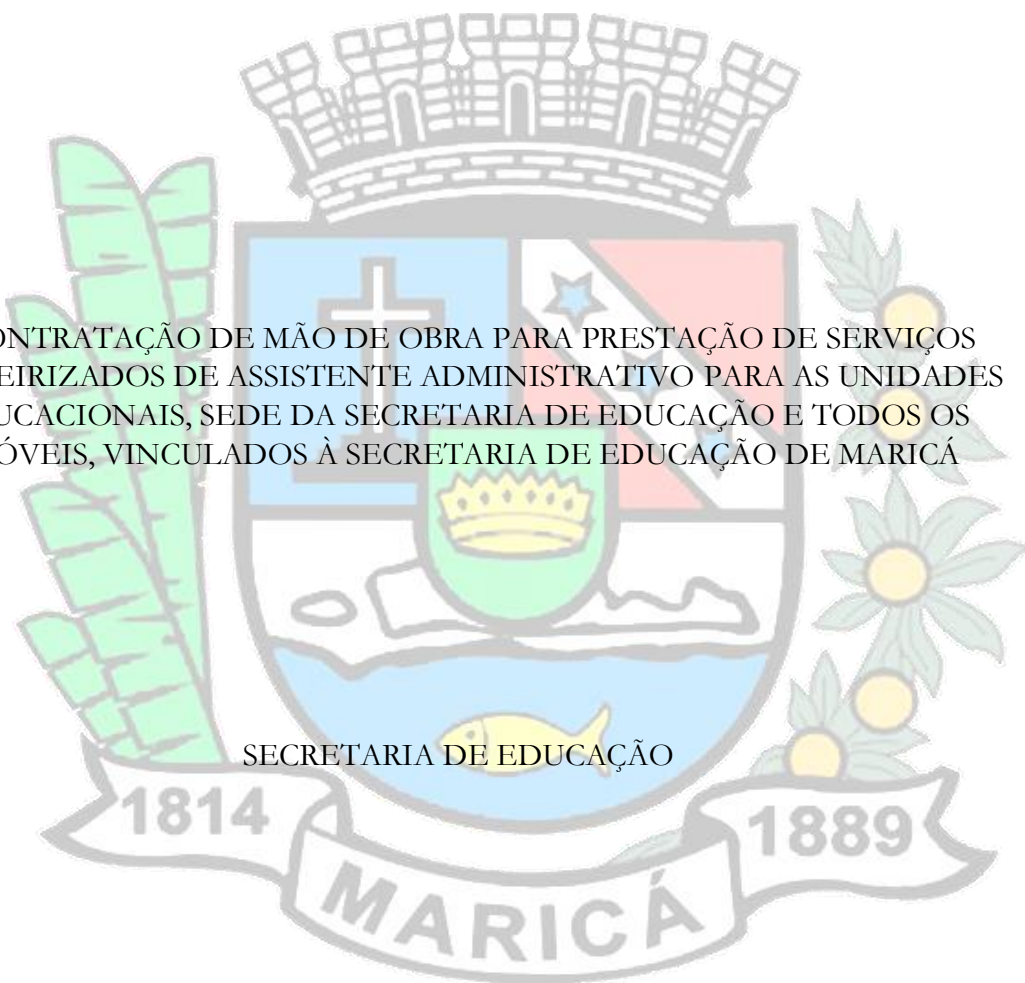 ONTRATAÇÃO DE MÃO DE OBRA PARA PRESTAÇÃO DE SERVIÇOS
EIRIZADOS DE ASSISTENTE ADMINISTRATIVO PARA AS UNIDADES
UCACIONAIS, SEDE DA SECRETARIA DE EDUCAÇÃO E TODOS OS
ÓVEIS, VINCULADOS À SECRETARIA DE EDUCAÇÃO DE MARICÁ
SECRETARIA DE EDUCAÇÃO
1814
1889
MARICÁ